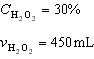 C_{H_2O_2} = 30%
v_{H_2O_2} = 450 mL